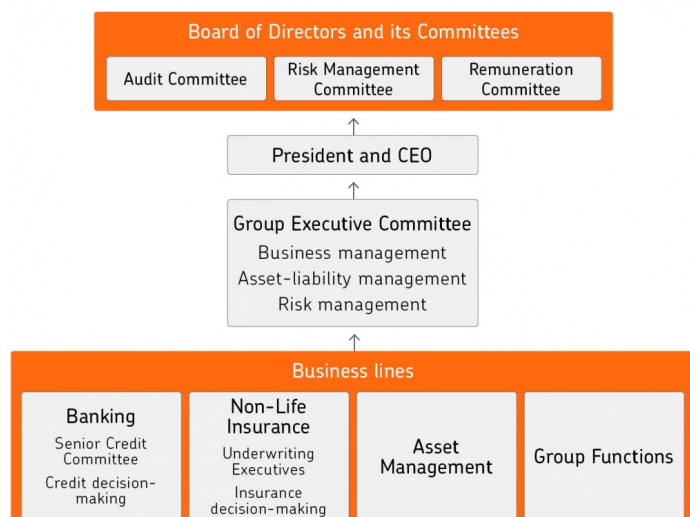 Board of Directors and its Committees
Audit Committee
Risk Management
Committee
Remuneration
Committee
President and CEO
Group Executive Committee
Business management
Asset-liability management
Risk management
Business lines
Banking
Senior Credit
Committee
Credit decision-
making
Non-Life
Insurance
Underwriting
Executives
Insurance
decision-making
Asset
Management
Group Functions